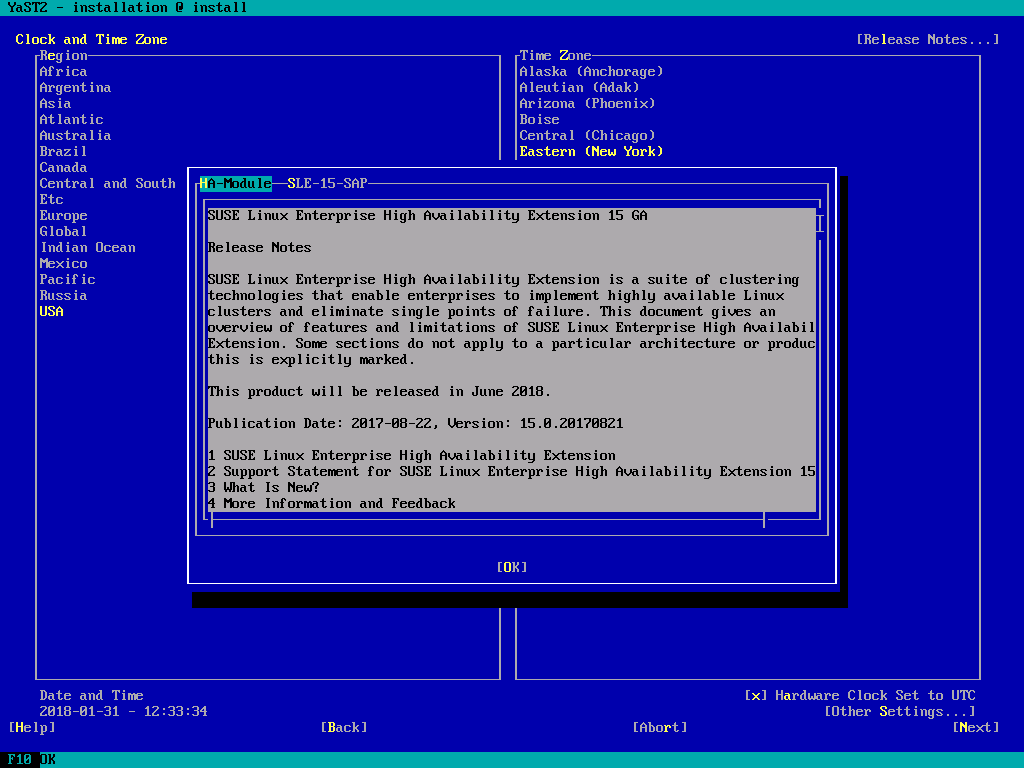 YaST2 - installation @ install
Clock and Time Zone [Release Notes...]
Region Time Zone
Africa Alaska (Anchorage)
Argentina Aleutian (Adak)
Asia Arizona (Phoenix)
Atlantic Boise
Australia Central (Chicago)
Brazil Eastern (New York)
Canada
Central and South
Etc
Europe
Global
Indian Ocean
Mexico
Pacific
Russia
USA
HA-Module SLE-15-SAP
SUSE Linux Enterprise High Availability Extension 15 GA
Release Notes
SUSE Linux Enterprise High Availability Extension is a suite of clustering
technologies that enable enterprises to implement highly available Linux
clusters and eliminate single points of failure. This document gives an
overview of features and limitations of SUSE Linux Enterprise High Availabil
Extension. Some sections do not apply to a particular architecture or produc
this is explicitly marked.
This product will be released in June 2018.
Publication Date: 2017-08-22, Version: 15.0.20170821
1 SUSE Linux Enterprise High Availability Extension
2 Support Statement for SUSE Linux Enterprise High Availability Extension 15
3 What Is New?
4 More Information and Feedback
[OK]
Date and Time [x] Hardware Clock Set to UTC
2018-01-31 - 12:33:34 [Other Settings...]
[Help] [Back] [Abort] [Next]
F10 OK